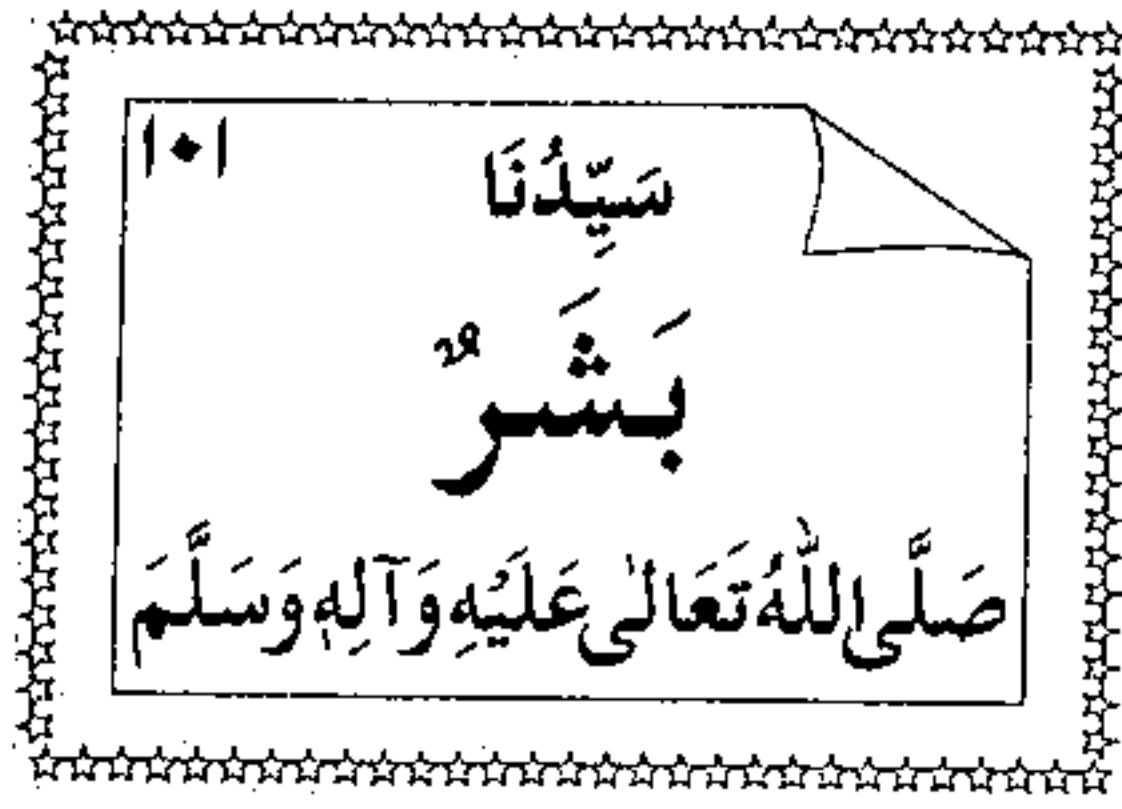 ١٠١
سَيِّدُنَا
بَشَرٌ
صَلَّى اللّٰهُ تَعَالٰى عَلَيْهِ وَآلِهٖ وَسَلَّمَ